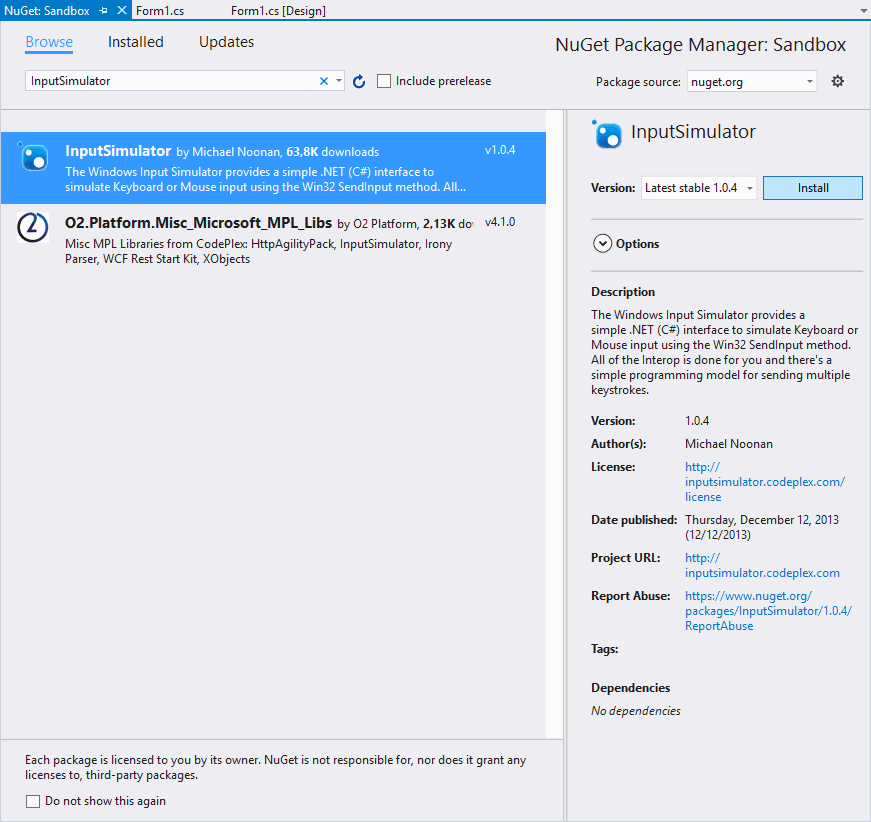 NuGet: Sandbox
Form1.cs
Form1.cs [Design]
Browse
Installed
Updates
NuGet Package Manager: Sandbox
InputSimulator
Include prerelease
Package source:
nuget.org
InputSimulator by Michael Noonan, 63,8K downloads
v1.0.4
The Windows Input Simulator provides a simple .NET (C#) interface to
simulate Keyboard or Mouse input using the Win32 SendInput method. All...
O2.Platform.Misc_Microsoft_MPL_Libs by O2 Platform, 2,13K do
v4.1.0
Misc MPL Libraries from CodePlex: HttpAgilityPack, InputSimulator, Irony
Parser, WCF Rest Start Kit, XObjects
InputSimulator
Version:
Latest stable 1.0.4
Install
Options
Description
The Windows Input Simulator provides a
simple .NET (C#) interface to simulate Keyboard or
Mouse input using the Win32 SendInput method.
All of the Interop is done for you and there's a
simple programming model for sending multiple
keystrokes.
Version: 1.0.4
Author(s): Michael Noonan
License: http://
inputsimulator.codeplex.com/
license
Date published: Thursday, December 12, 2013
(12/12/2013)
Project URL: http://
inputsimulator.codeplex.com
Report Abuse: https://www.nuget.org/
packages/InputSimulator/1.0.4/
ReportAbuse
Tags:
Dependencies
No dependencies
Each package is licensed to you by its owner. NuGet is not responsible for, nor does it grant any
licenses to, third-party packages.
Do not show this again